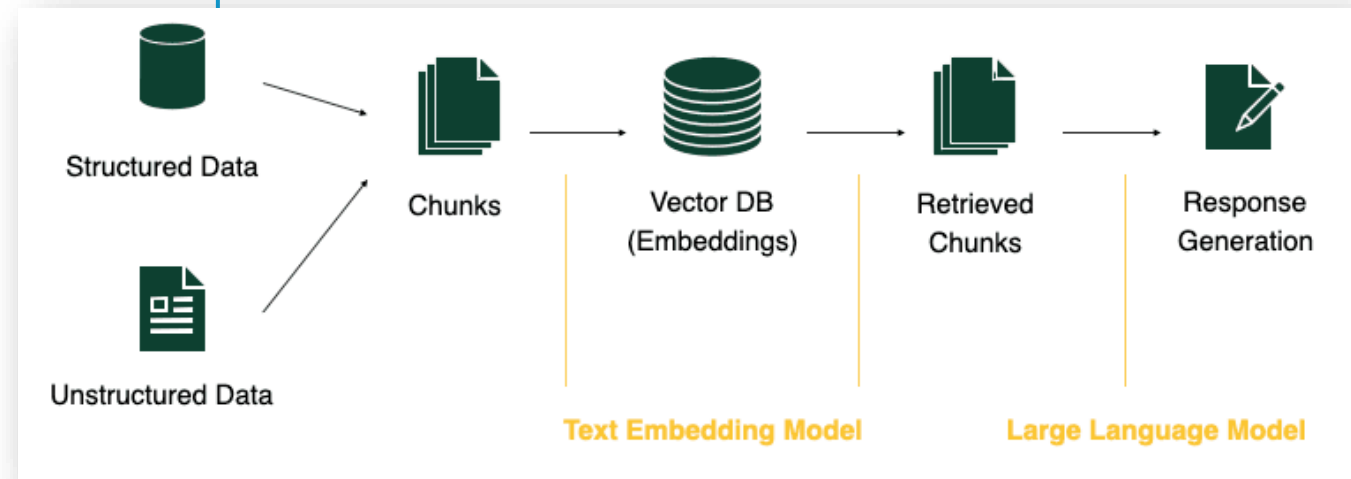 Structured Data
Unstructured Data
Chunks
Vector DB
(Embeddings)
Retrieved
Chunks
Response
Generation
Text Embedding Model
Large Language Model